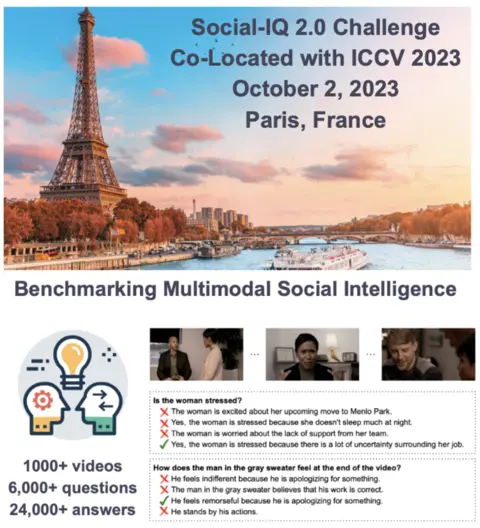 Social-IQ 2.0 Challenge
Co-Located with ICCV 2023
October 2, 2023
Paris, France
Benchmarking Multimodal Social Intelligence
... ...
Is the woman stressed?
The woman is excited about her upcoming move to Menlo Park.
Yes, the woman is stressed because she doesn't sleep much at night.
The woman is worried about the lack of support from her team.
Yes, the woman is stressed because there is a lot of uncertainty surrounding her job.
How does the man in the gray sweater feel at the end of the video?
He feels indifferent because he is apologizing for something.
The man in the gray sweater believes that his work is correct.
He feels remorseful because he is apologizing for something.
He stands by his actions.
1000+ videos
6,000+ questions
24,000+ answers